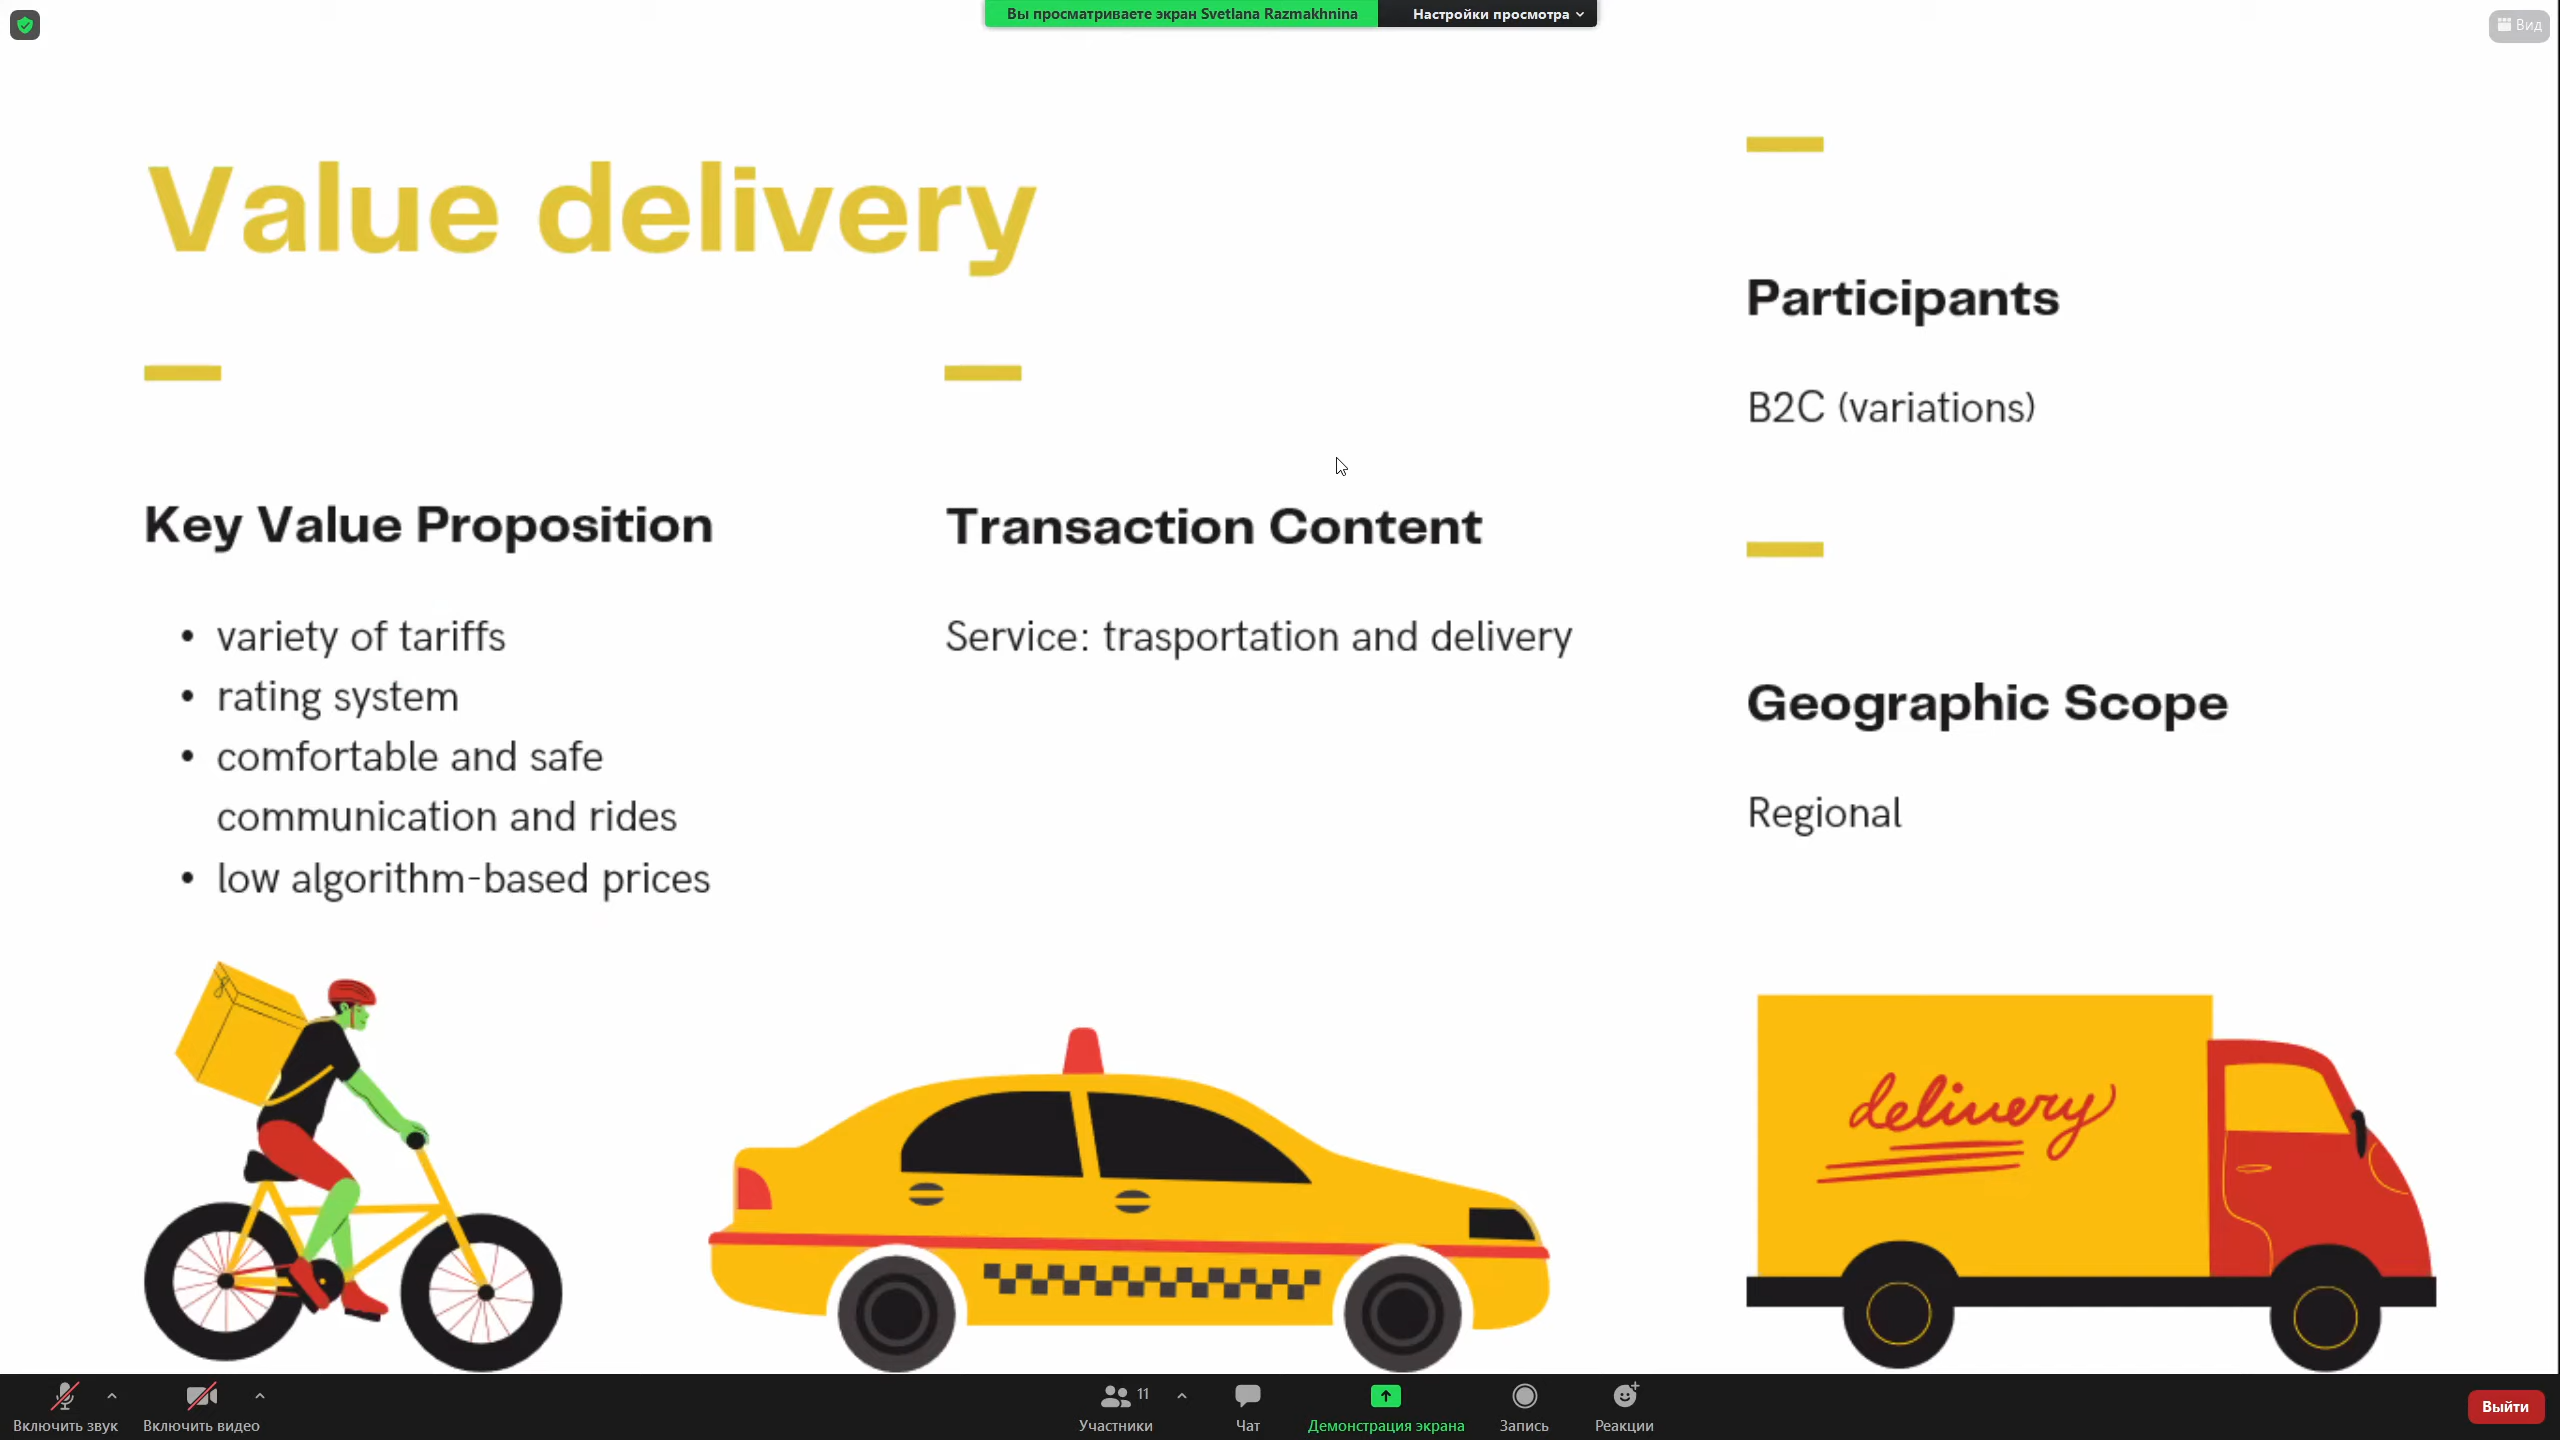 Вы просматриваете экран Svetlana Razmakhnina
Настройки просмотра
Вид
Value delivery
Key Value Proposition
• variety of tariffs
• rating system
• comfortable and safe
communication and rides
• low algorithm-based prices
Transaction Content
Service: trasportation and delivery
Participants
B2C (variations)
Geographic Scope
Regional
delivery
Включить звук
Включить видео
11
Участники
Чат
Демонстрация экрана
Запись
Реакции
Выйти